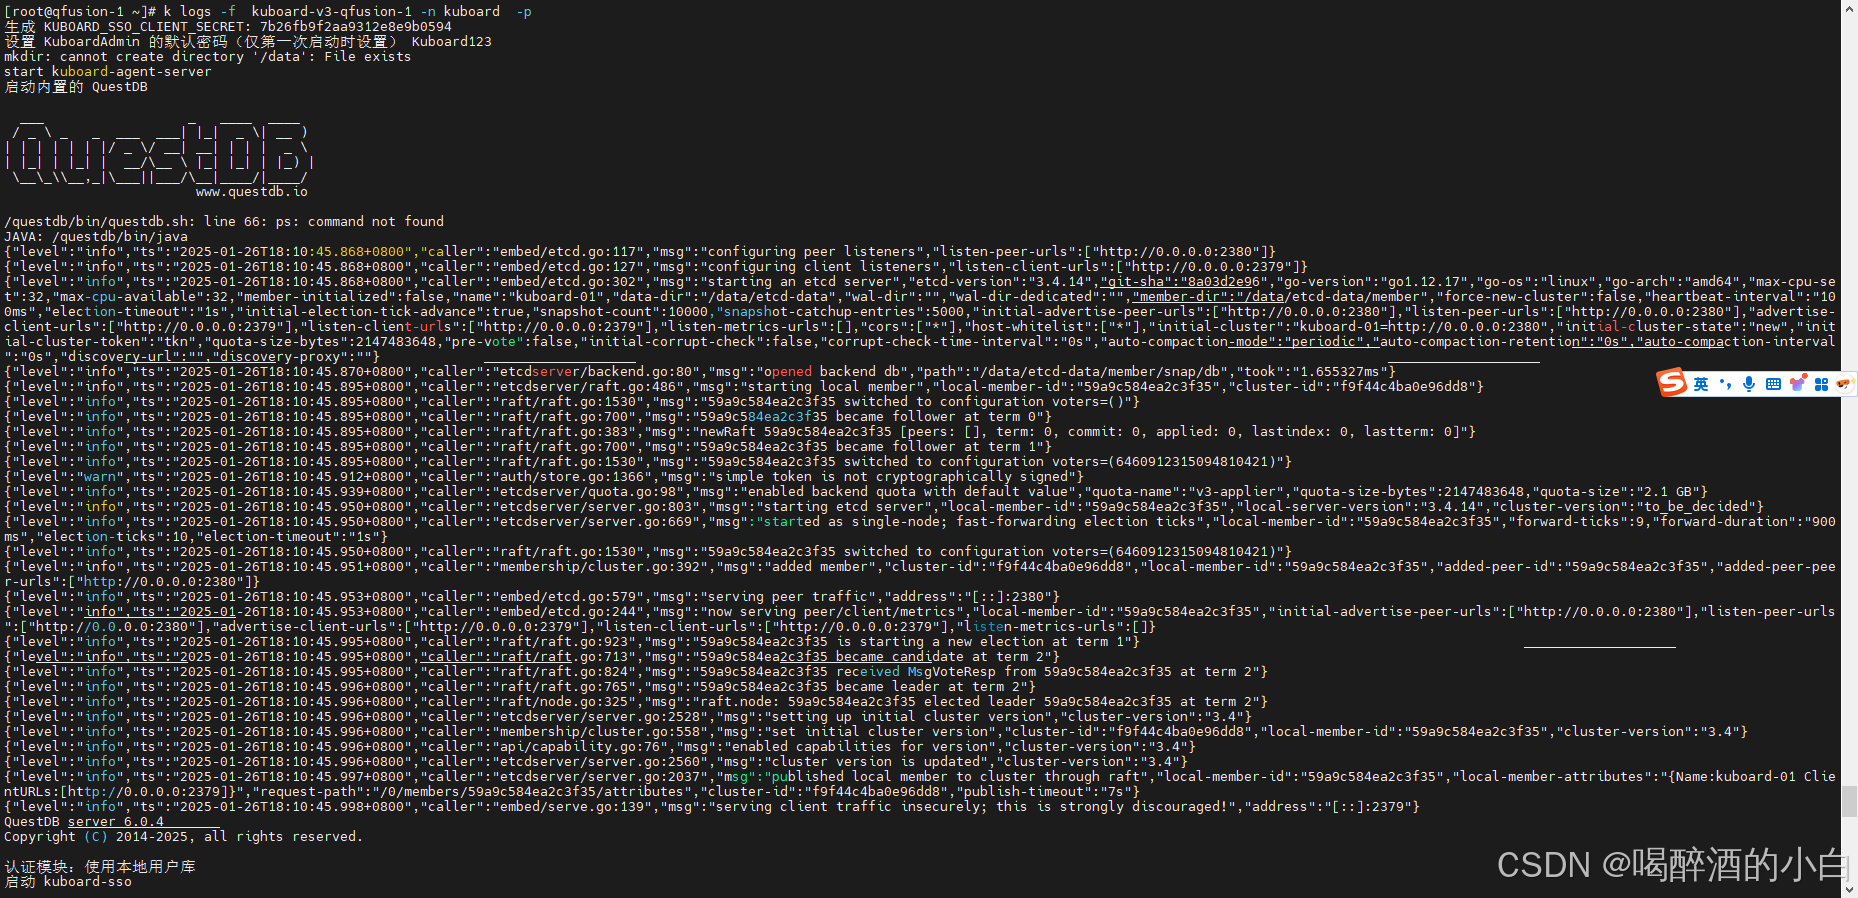 [root@qfusion-1 ~]# k logs -f  kuboard-v3-qfusion-1 -n kuboard  -p
生成 KUBOARD_SSO_CLIENT_SECRET: 7b26fb9f2aa9312e8e9b0594
设置 KuboardAdmin 的默认密码（仅第一次启动时设置） Kuboard123
mkdir: cannot create directory '/data': File exists
start kuboard-agent-server
启动内置的 QuestDB
www.questdb.io
/questdb/bin/questdb.sh: line 66: ps: command not found
JAVA: /questdb/bin/java
{"level":"info","ts":"2025-01-26T18:10:45.868+0800","caller":"embed/etcd.go:117","msg":"configuring peer listeners","listen-peer-urls":["http://0.0.0.0:2380"]}
{"level":"info","ts":"2025-01-26T18:10:45.868+0800","caller":"embed/etcd.go:127","msg":"configuring client listeners","listen-client-urls":["http://0.0.0.0:2379"]}
{"level":"info","ts":"2025-01-26T18:10:45.868+0800","caller":"embed/etcd.go:302","msg":"starting an etcd server","etcd-version":"3.4.14","git-sha":"8a03d2e96","go-version":"go1.12.17","go-os":"linux","go-arch":"amd64","max-cpu-se
t":32,"max-cpu-available":32,"member-initialized":false,"name":"kuboard-01","data-dir":"/data/etcd-data","wal-dir":"","wal-dir-dedicated":"","member-dir":"/data/etcd-data/member","force-new-cluster":false,"heartbeat-interval":"10
0ms","election-timeout":"1s","initial-election-tick-advance":true,"snapshot-count":10000,"snapshot-catchup-entries":5000,"initial-advertise-peer-urls":["http://0.0.0.0:2380"],"listen-peer-urls":["http://0.0.0.0:2380"],"advertise-
client-urls":["http://0.0.0.0:2379"],"listen-client-urls":["http://0.0.0.0:2379"],"listen-metrics-urls":[],"cors":["*"],"host-whitelist":["*"],"initial-cluster":"kuboard-01=http://0.0.0.0:2380","initial-cluster-state":"new","init
ial-cluster-token":"tkn","quota-size-bytes":2147483648,"pre-vote":false,"initial-corrupt-check":false,"corrupt-check-time-interval":"0s","auto-compaction-mode":"periodic","auto-compaction-retention":"0s","auto-compaction-interval
":"0s","discovery-url":"","discovery-proxy":""}
{"level":"info","ts":"2025-01-26T18:10:45.870+0800","caller":"etcdserver/backend.go:80","msg":"opened backend db","path":"/data/etcd-data/member/snap/db","took":"1.655327ms"}
{"level":"info","ts":"2025-01-26T18:10:45.895+0800","caller":"etcdserver/raft.go:486","msg":"starting local member","local-member-id":"59a9c584ea2c3f35","cluster-id":"f9f44c4ba0e96dd8"}
{"level":"info","ts":"2025-01-26T18:10:45.895+0800","caller":"raft/raft.go:1530","msg":"59a9c584ea2c3f35 switched to configuration voters=()"}
{"level":"info","ts":"2025-01-26T18:10:45.895+0800","caller":"raft/raft.go:700","msg":"59a9c584ea2c3f35 became follower at term 0"}
{"level":"info","ts":"2025-01-26T18:10:45.895+0800","caller":"raft/raft.go:383","msg":"newRaft 59a9c584ea2c3f35 [peers: [], term: 0, commit: 0, applied: 0, lastindex: 0, lastterm: 0]"}
{"level":"info","ts":"2025-01-26T18:10:45.895+0800","caller":"raft/raft.go:700","msg":"59a9c584ea2c3f35 became follower at term 1"}
{"level":"info","ts":"2025-01-26T18:10:45.895+0800","caller":"raft/raft.go:1530","msg":"59a9c584ea2c3f35 switched to configuration voters=(6460912315094810421)"}
{"level":"warn","ts":"2025-01-26T18:10:45.912+0800","caller":"auth/store.go:1366","msg":"simple token is not cryptographically signed"}
{"level":"info","ts":"2025-01-26T18:10:45.939+0800","caller":"etcdserver/quota.go:98","msg":"enabled backend quota with default value","quota-name":"v3-applier","quota-size-bytes":2147483648,"quota-size":"2.1 GB"}
{"level":"info","ts":"2025-01-26T18:10:45.950+0800","caller":"etcdserver/server.go:803","msg":"starting etcd server","local-member-id":"59a9c584ea2c3f35","local-server-version":"3.4.14","cluster-version":"to_be_decided"}
{"level":"info","ts":"2025-01-26T18:10:45.950+0800","caller":"etcdserver/server.go:669","msg":"started as single-node; fast-forwarding election ticks","local-member-id":"59a9c584ea2c3f35","forward-ticks":9,"forward-duration":"900
ms","election-ticks":10,"election-timeout":"1s"}
{"level":"info","ts":"2025-01-26T18:10:45.950+0800","caller":"raft/raft.go:1530","msg":"59a9c584ea2c3f35 switched to configuration voters=(6460912315094810421)"}
{"level":"info","ts":"2025-01-26T18:10:45.951+0800","caller":"membership/cluster.go:392","msg":"added member","cluster-id":"f9f44c4ba0e96dd8","local-member-id":"59a9c584ea2c3f35","added-peer-id":"59a9c584ea2c3f35","added-peer-pee
r-urls":["http://0.0.0.0:2380"]}
{"level":"info","ts":"2025-01-26T18:10:45.953+0800","caller":"embed/etcd.go:579","msg":"serving peer traffic","address":"[::]:2380"}
{"level":"info","ts":"2025-01-26T18:10:45.953+0800","caller":"embed/etcd.go:244","msg":"now serving peer/client/metrics","local-member-id":"59a9c584ea2c3f35","initial-advertise-peer-urls":["http://0.0.0.0:2380"],"listen-peer-urls
":["http://0.0.0.0:2380"],"advertise-client-urls":["http://0.0.0.0:2379"],"listen-client-urls":["http://0.0.0.0:2379"],"listen-metrics-urls":[]}
{"level":"info","ts":"2025-01-26T18:10:45.995+0800","caller":"raft/raft.go:923","msg":"59a9c584ea2c3f35 is starting a new election at term 1"}
{"level":"info","ts":"2025-01-26T18:10:45.995+0800","caller":"raft/raft.go:713","msg":"59a9c584ea2c3f35 became candidate at term 2"}
{"level":"info","ts":"2025-01-26T18:10:45.995+0800","caller":"raft/raft.go:824","msg":"59a9c584ea2c3f35 received MsgVoteResp from 59a9c584ea2c3f35 at term 2"}
{"level":"info","ts":"2025-01-26T18:10:45.996+0800","caller":"raft/raft.go:765","msg":"59a9c584ea2c3f35 became leader at term 2"}
{"level":"info","ts":"2025-01-26T18:10:45.996+0800","caller":"raft/node.go:325","msg":"raft.node: 59a9c584ea2c3f35 elected leader 59a9c584ea2c3f35 at term 2"}
{"level":"info","ts":"2025-01-26T18:10:45.996+0800","caller":"etcdserver/server.go:2528","msg":"setting up initial cluster version","cluster-version":"3.4"}
{"level":"info","ts":"2025-01-26T18:10:45.996+0800","caller":"membership/cluster.go:558","msg":"set initial cluster version","cluster-id":"f9f44c4ba0e96dd8","local-member-id":"59a9c584ea2c3f35","cluster-version":"3.4"}
{"level":"info","ts":"2025-01-26T18:10:45.996+0800","caller":"api/capability.go:76","msg":"enabled capabilities for version","cluster-version":"3.4"}
{"level":"info","ts":"2025-01-26T18:10:45.996+0800","caller":"etcdserver/server.go:2560","msg":"cluster version is updated","cluster-version":"3.4"}
{"level":"info","ts":"2025-01-26T18:10:45.997+0800","caller":"etcdserver/server.go:2037","msg":"published local member to cluster through raft","local-member-id":"59a9c584ea2c3f35","local-member-attributes":"{Name:kuboard-01 Clie
ntURLs:[http://0.0.0.0:2379]}","request-path":"/0/members/59a9c584ea2c3f35/attributes","cluster-id":"f9f44c4ba0e96dd8","publish-timeout":"7s"}
{"level":"info","ts":"2025-01-26T18:10:45.998+0800","caller":"embed/serve.go:139","msg":"serving client traffic insecurely; this is strongly discouraged!","address":"[::]:2379"}
QuestDB server 6.0.4
Copyright (C) 2014-2025, all rights reserved.
认证模块：使用本地用户库
启动 kuboard-sso
英
CSDN @喝醉酒的小白